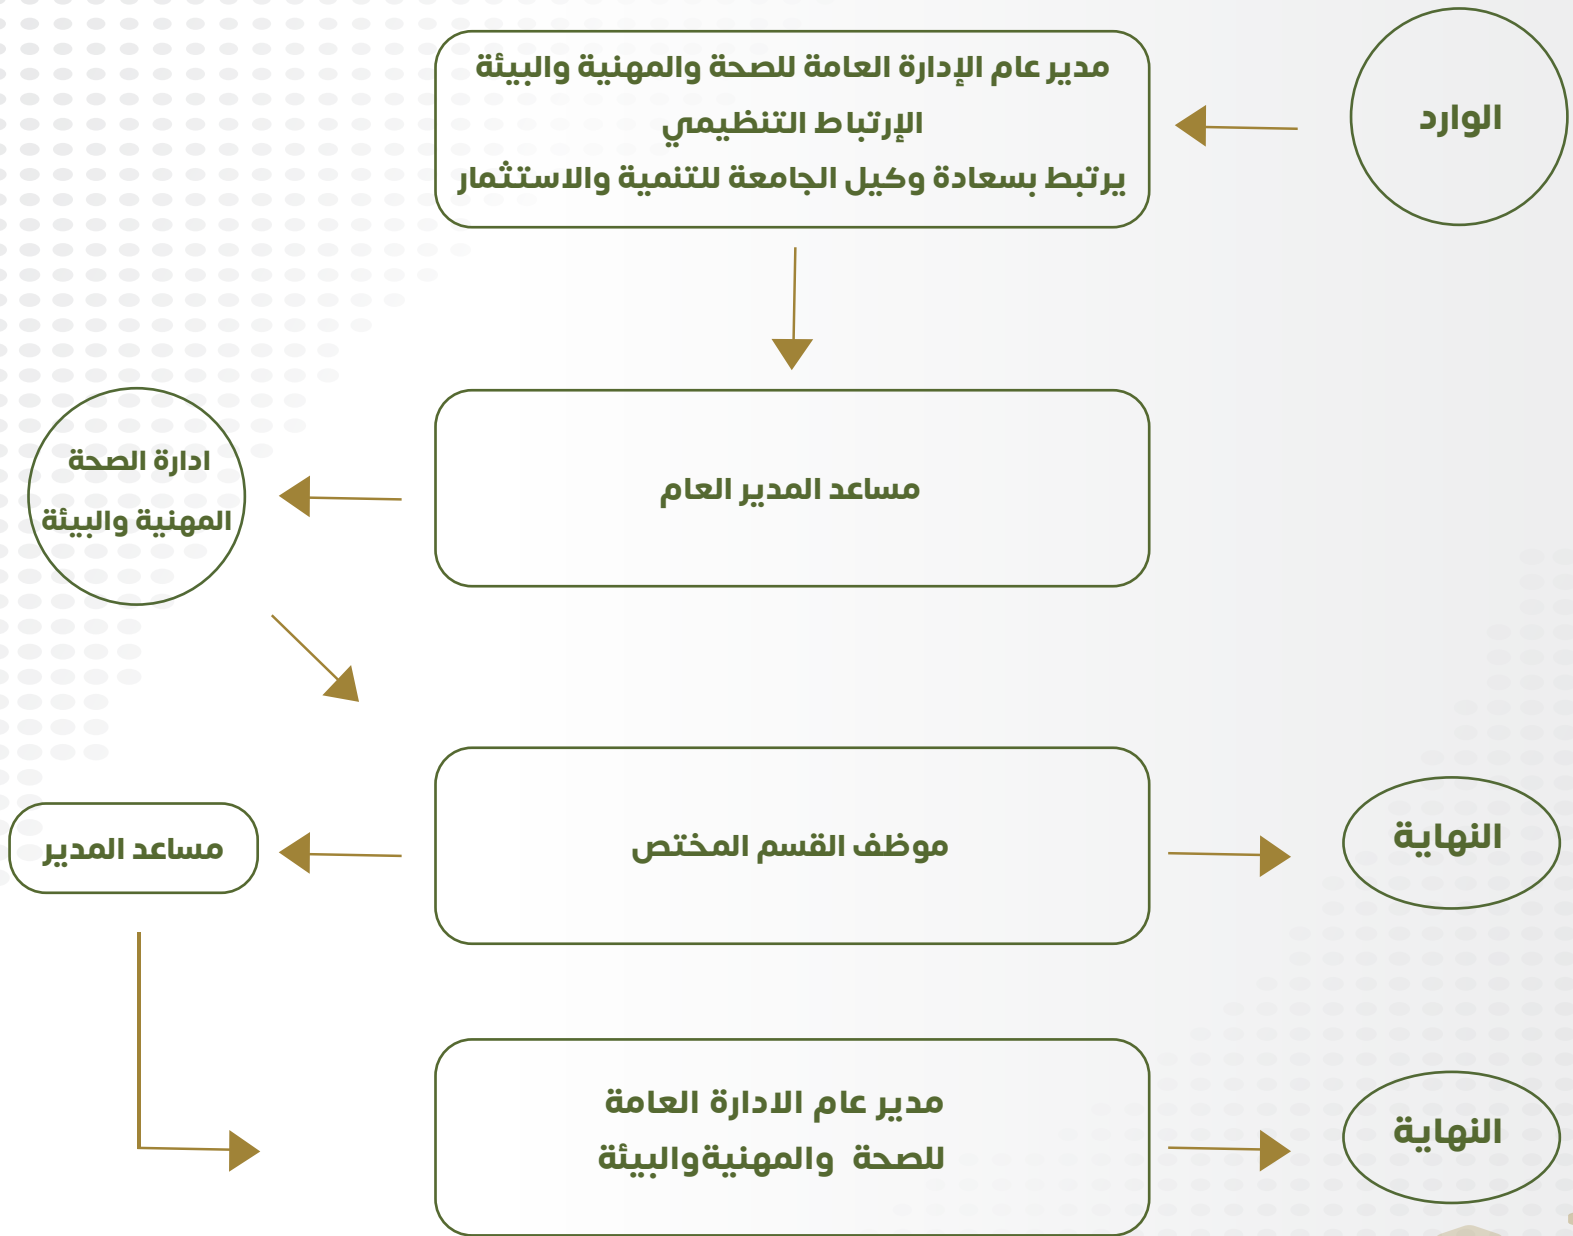 الوارد
مدير عام الإدارة العامة للصحة والمهنية والبيئة
الإرتباط التنظيمي
يرتبط بسعادة وكيل الجامعة للتنمية والاستثمار
مساعد المدير العام
ادارة الصحة
المهنية والبيئة
النهاية
موظف القسم المختص
مساعد المدير
مدير عام الادارة العامة
للصحة والمهنيةوالبيئة
النهاية